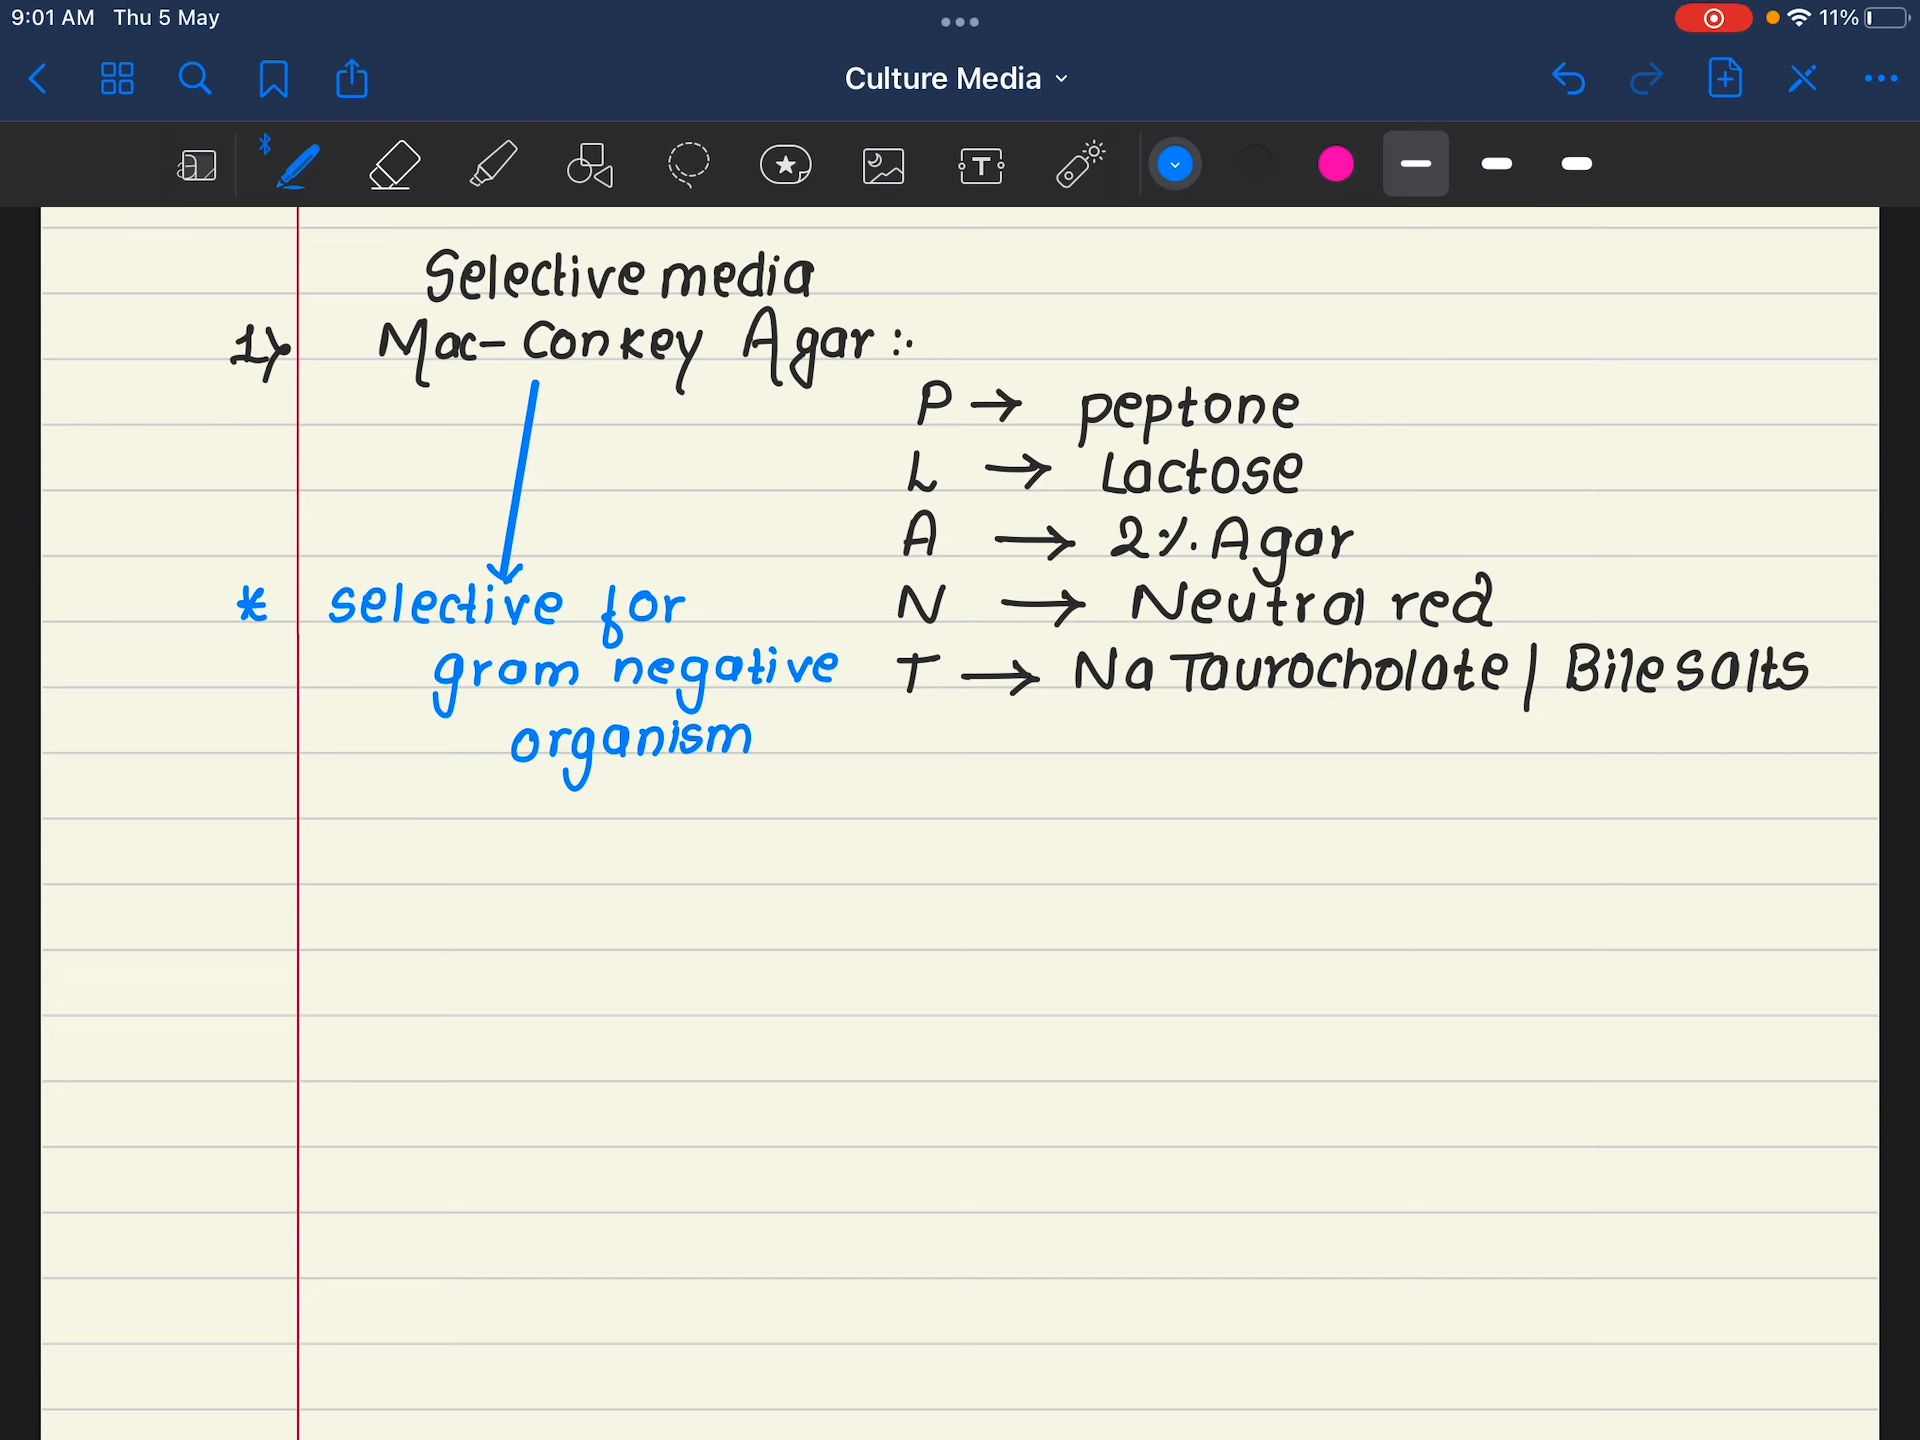 9:01 AM Thu 5 May
11%
Culture Media
T
Selective media
1) Mac-Conkey Agar :-
P → peptone
L → Lactose
A → 2% Agar
* selective for
N → Neutral red
gram negative
T → Na Taurocholate | Bile salts
organism